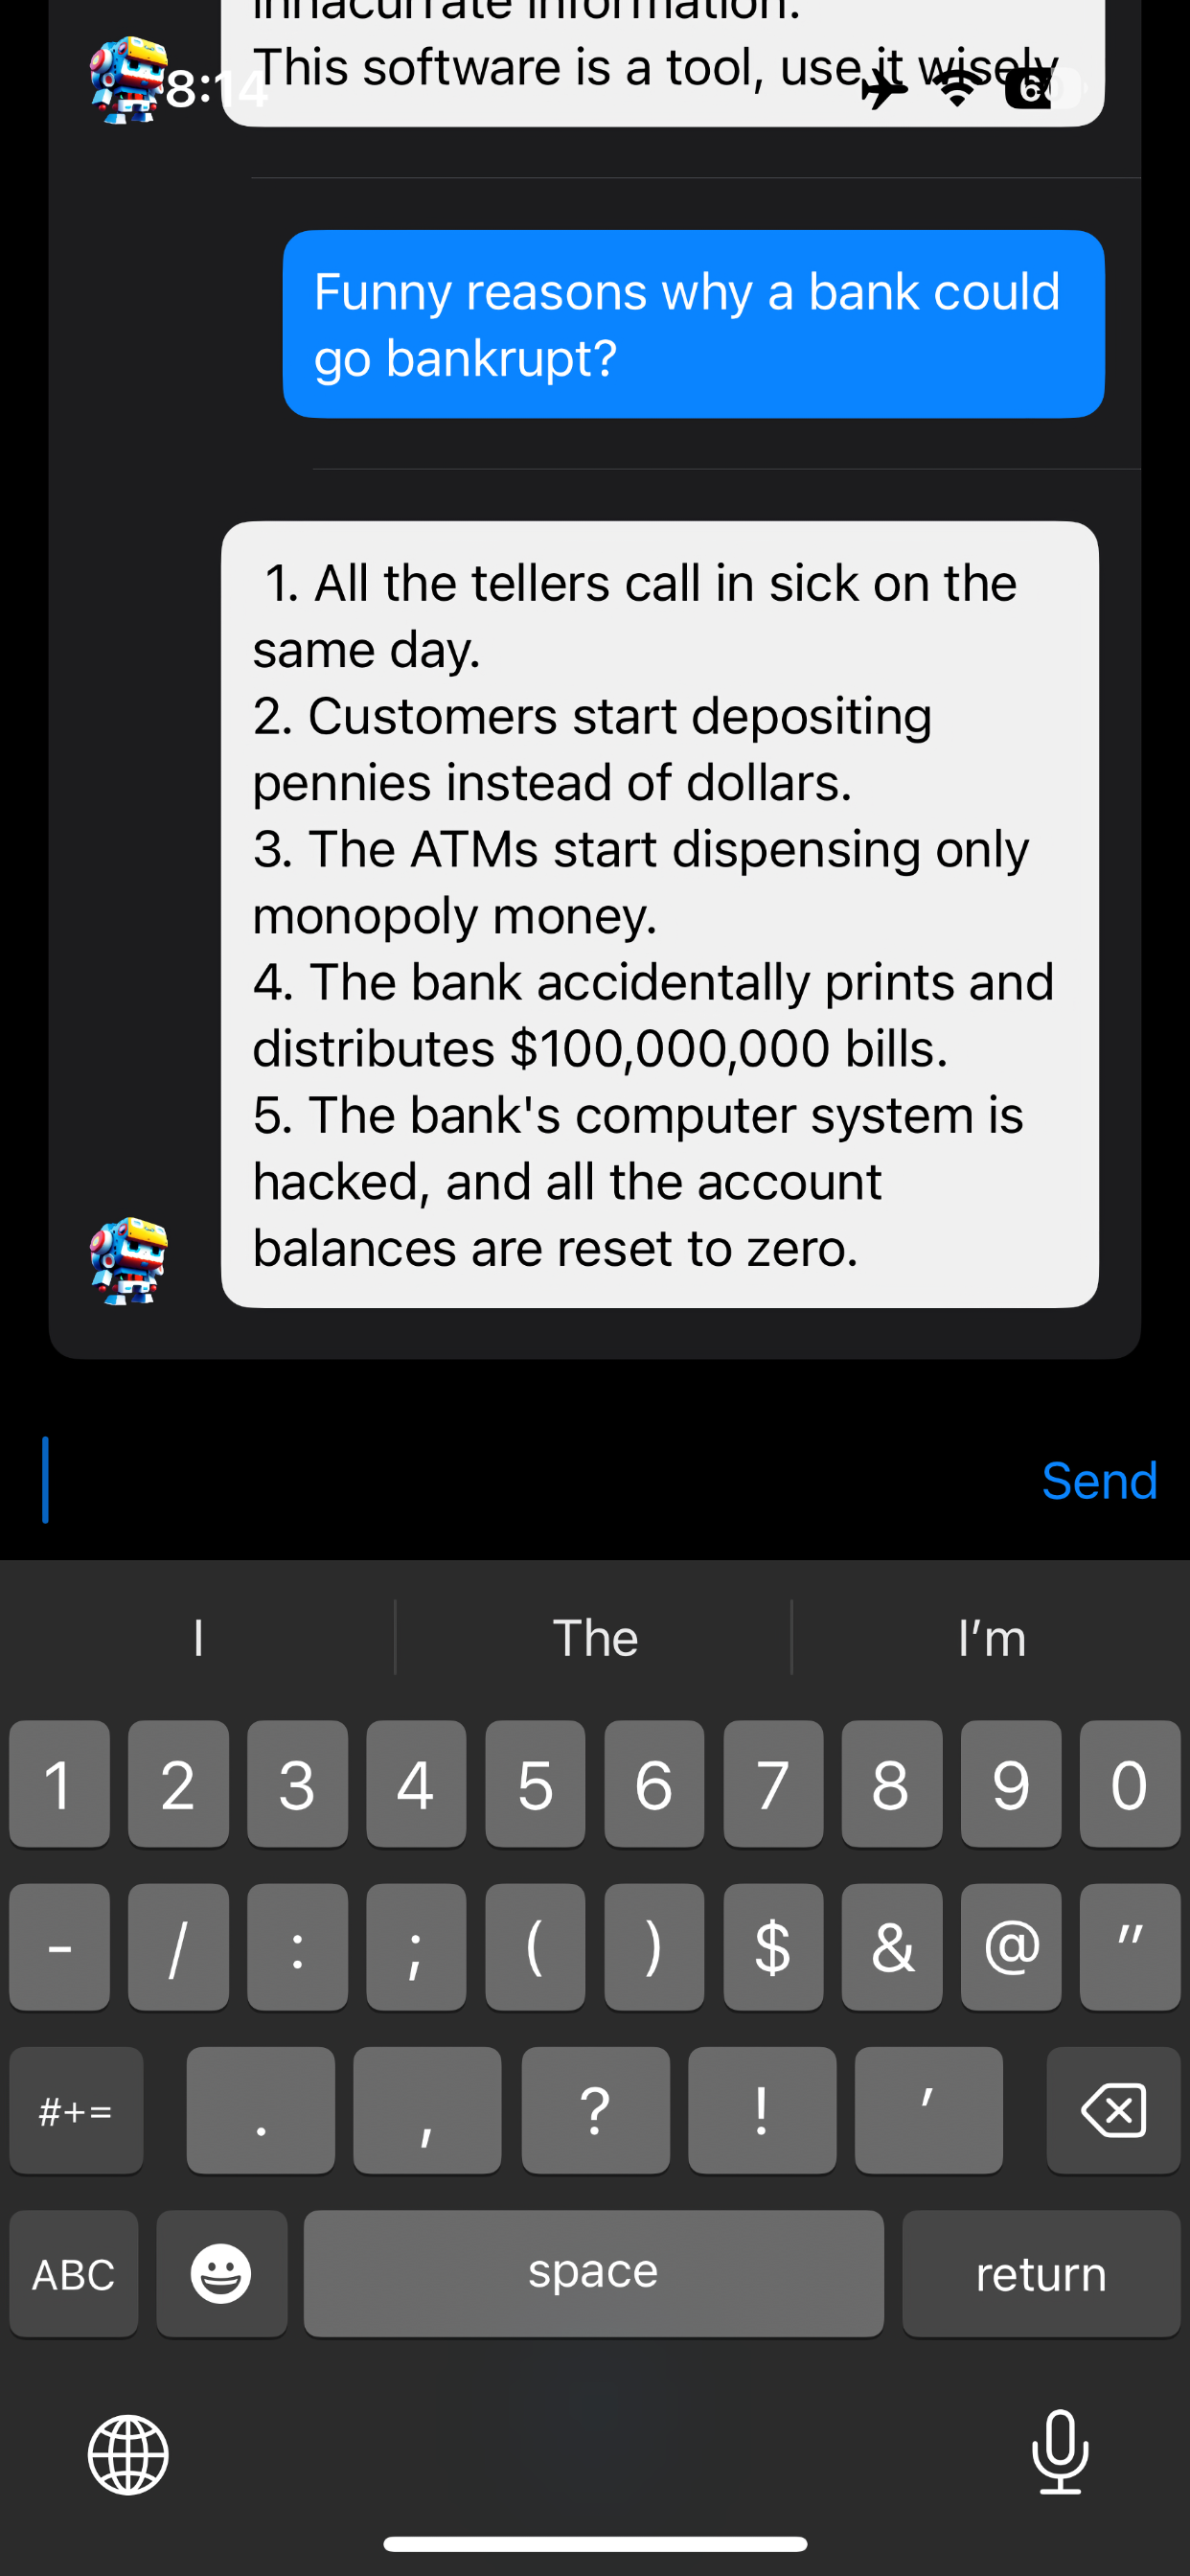 innacurrate information.
This software is a tool, use it wisely
8:14
60
Funny reasons why a bank could
go bankrupt?
1. All the tellers call in sick on the
same day.
2. Customers start depositing
pennies instead of dollars.
3. The ATMs start dispensing only
monopoly money.
4. The bank accidentally prints and
distributes $100,000,000 bills.
5. The bank's computer system is
hacked, and all the account
balances are reset to zero.
Send
I The I’m
1 2 3 4 5 6 7 8 9 0
- / : ; ( ) $ & @ "
#+= . , ? ! ’
ABC space return